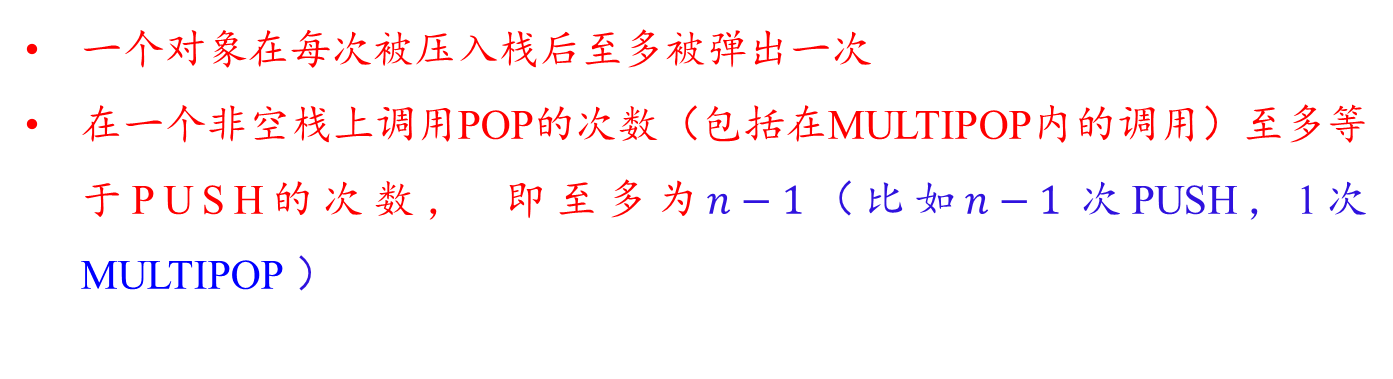 • 一个对象在每次被压入栈后至多被弹出一次
• 在一个非空栈上调用POP的次数（包括在MULTIPOP内的调用）至多等
于PUSH的次数， 即至多为n − 1（比如n − 1 次PUSH，1次
MULTIPOP）